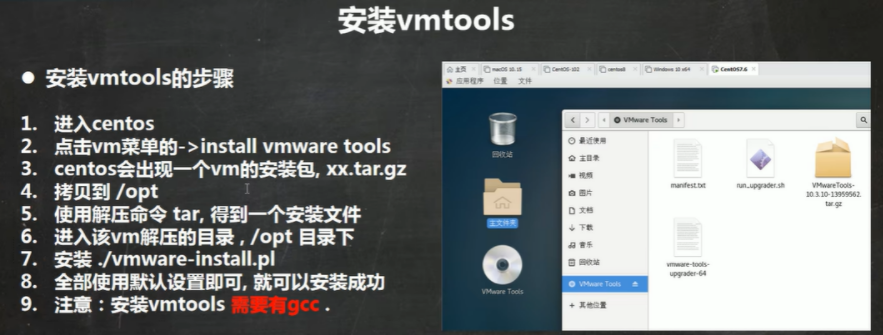 安装vmtools
● 安装vmtools的步骤
1. 进入centos
2. 点击vm菜单的->install vmware tools
3. centos会出现一个vm的安装包, xx.tar.gz
4. 拷贝到 /opt
5. 使用解压命令 tar, 得到一个安装文件
6. 进入该vm解压的目录 , /opt 目录下
7. 安装 ./vmware-install.pl
8. 全部使用默认设置即可, 就可以安装成功
9. 注意：安装vmtools 需要有gcc .
主页 macOS 10.15 CentOS-101 centos8 Windows 10 x64 CentOS7.6
应用程序 位置 文件
回收站
主文件夹
VMware Tools
VMware Tools
最近使用
主目录
视频
图片
文档
下载
音乐
回收站
VMware Tools
其他位置
manifest.txt
run_upgrader.sh
VMwareTools-10.3.10-13959562.tar.gz
vmware-tools-upgrader-64